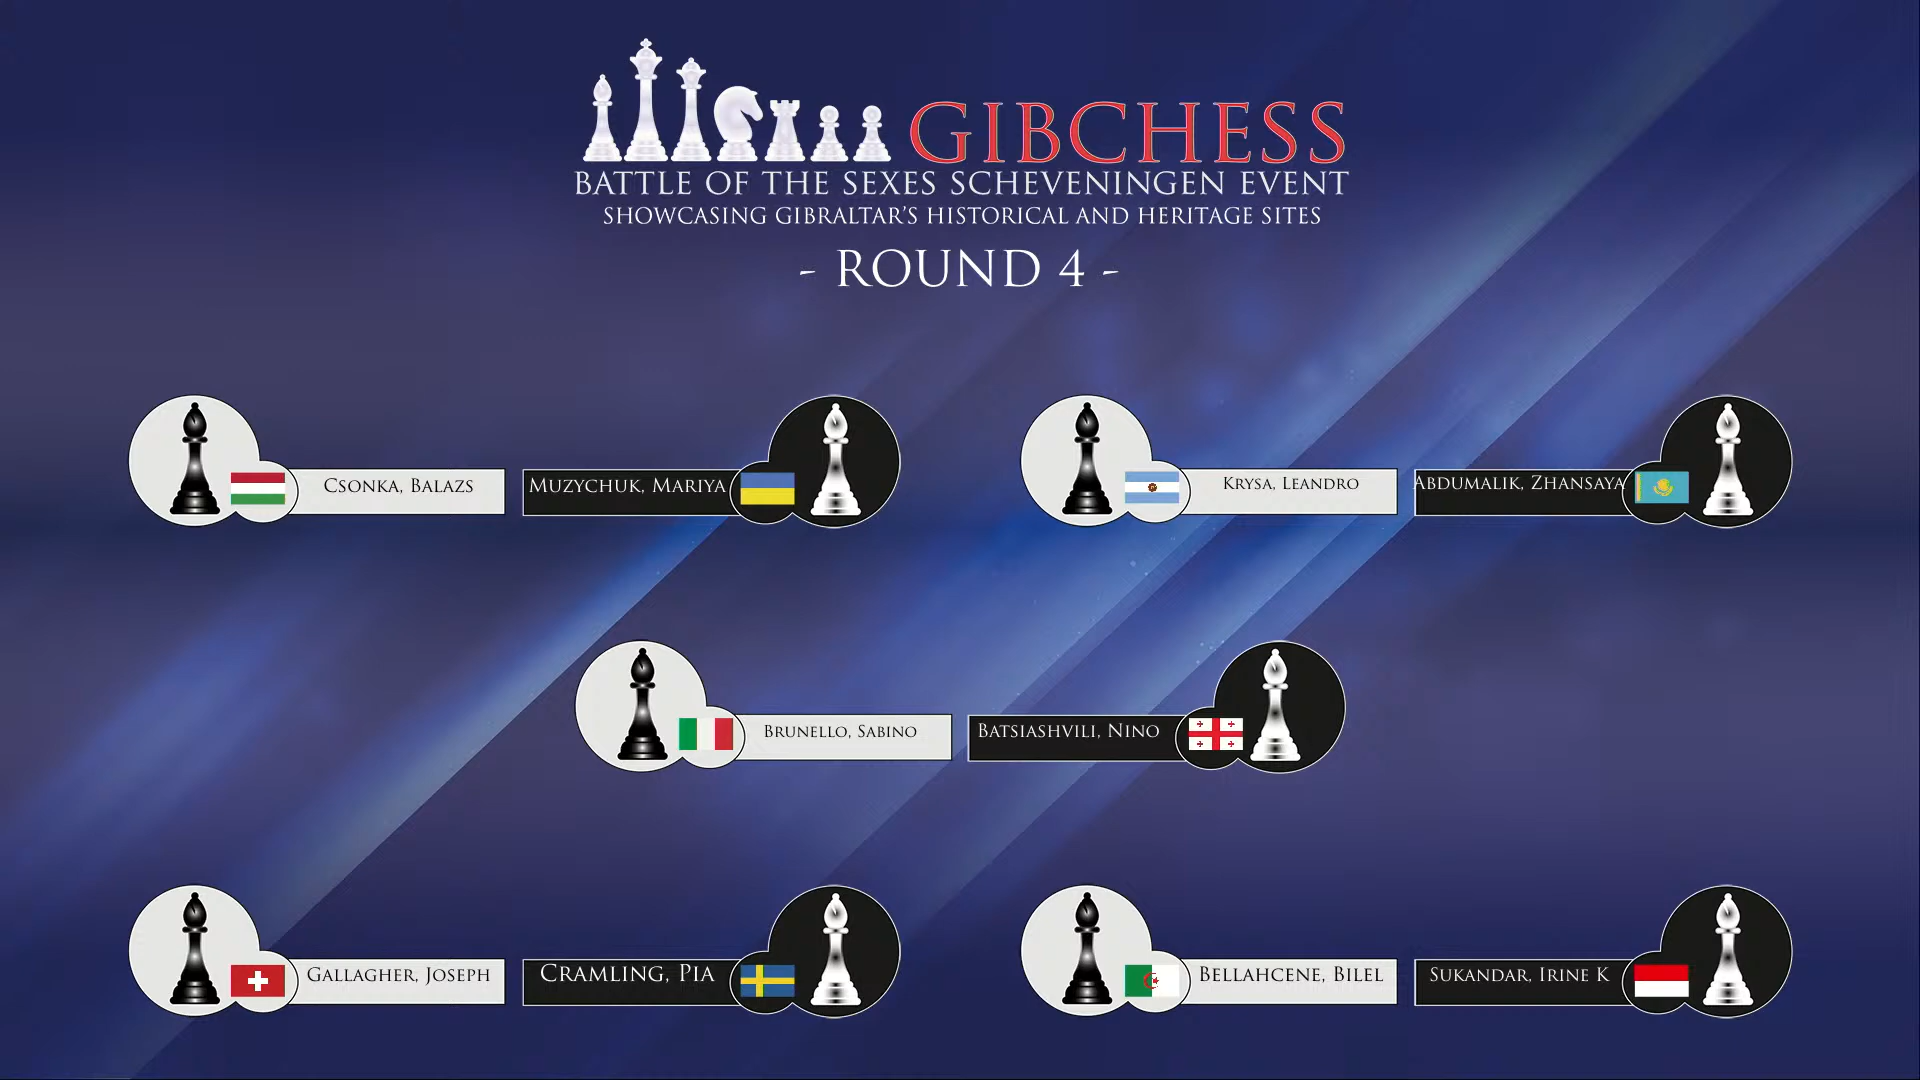 GIBCHESS
BATTLE OF THE SEXES SCHEVENINGEN EVENT
SHOWCASING GIBRALTAR'S HISTORICAL AND HERITAGE SITES
- ROUND 4 -
CSONKA, BALAZS
MUZYCHUK, MARIYA
KRYSA, LEANDRO
ABDUMALIK, ZHANSAYA
BRUNELLO, SABINO
BATSIASHVILI, NINO
GALLAGHER, JOSEPH
CRAMLING, PIA
BELLAHCENE, BILEL
SUKANDAR, IRINE K